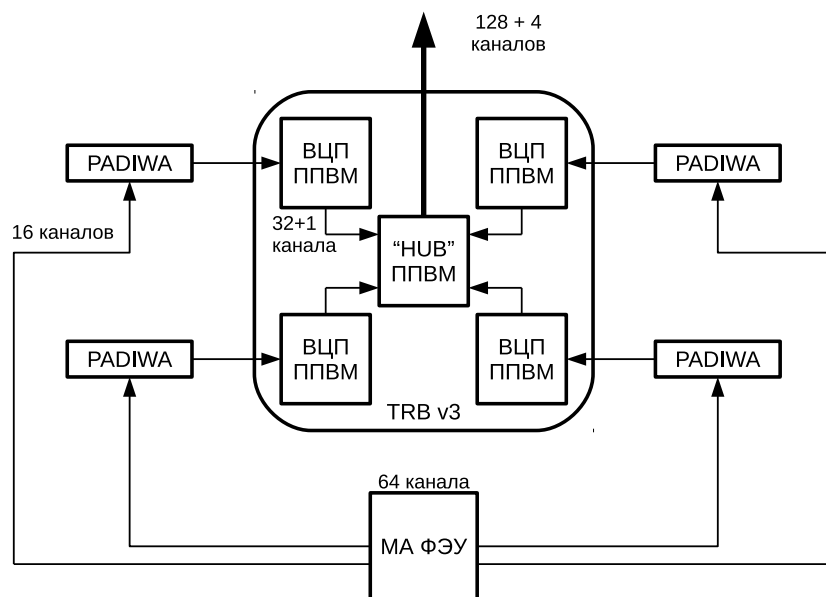 128 + 4
каналов
ВЦП
ППВМ
ВЦП
ППВМ
PADIWA
PADIWA
16 каналов
32+1
канала
“HUB”
ППВМ
ВЦП
ППВМ
ВЦП
ППВМ
PADIWA
PADIWA
TRB v3
64 канала
МА ФЭУ